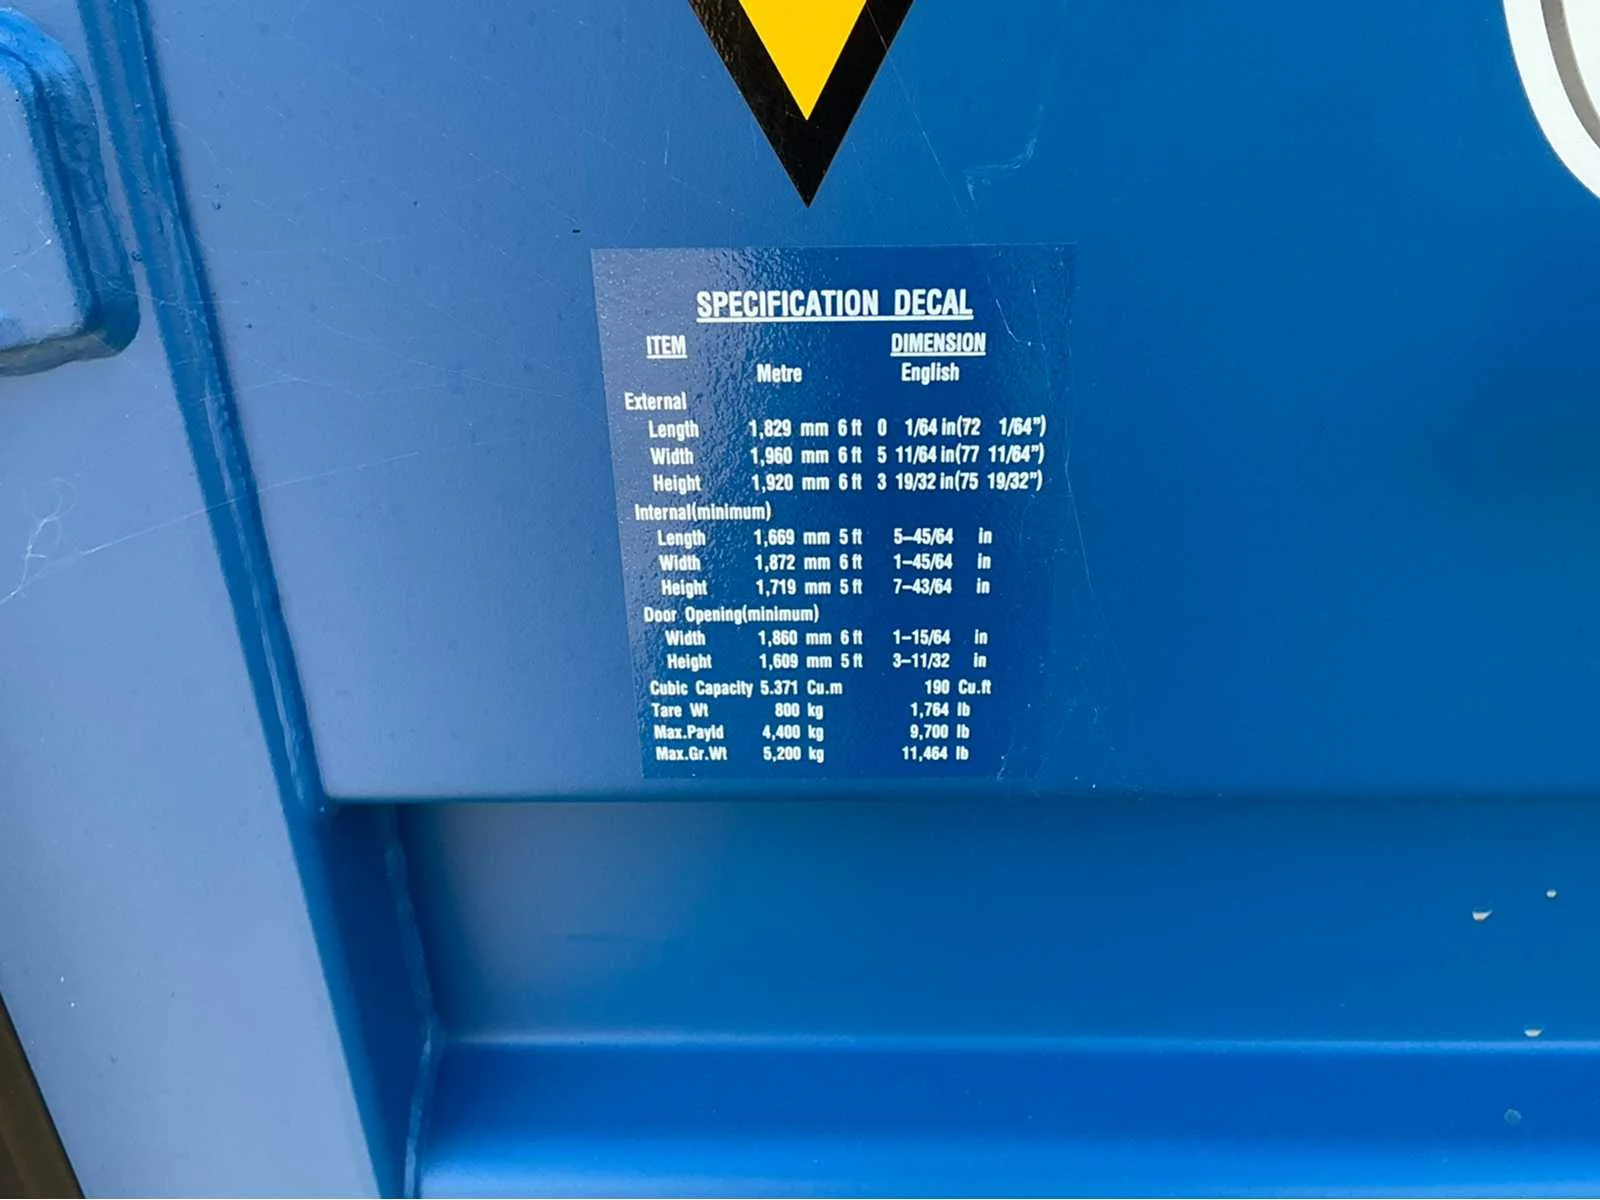 SPECIFICATION DECAL
ITEM DIMENSION
Metre English
External
Length 1,829 mm 6 ft 0 1/64 in(72 1/64")
Width 1,960 mm 6 ft 5 11/64 in(77 11/64")
Height 1,920 mm 6 ft 3 19/32 in(75 19/32")
Internal(minimum)
Length 1,669 mm 5 ft 5-45/64 in
Width 1,872 mm 6 ft 1-45/64 in
Height 1,719 mm 5 ft 7-43/64 in
Door Opening(minimum)
Width 1,860 mm 6 ft 1-15/64 in
Height 1,609 mm 5 ft 3-11/32 in
Cubic Capacity 5.371 Cu.m 190 Cu.ft
Tare Wt 800 kg 1,764 lb
Max.Payld 4,400 kg 9,700 lb
Max.Gr.Wt 5,200 kg 11,464 lb